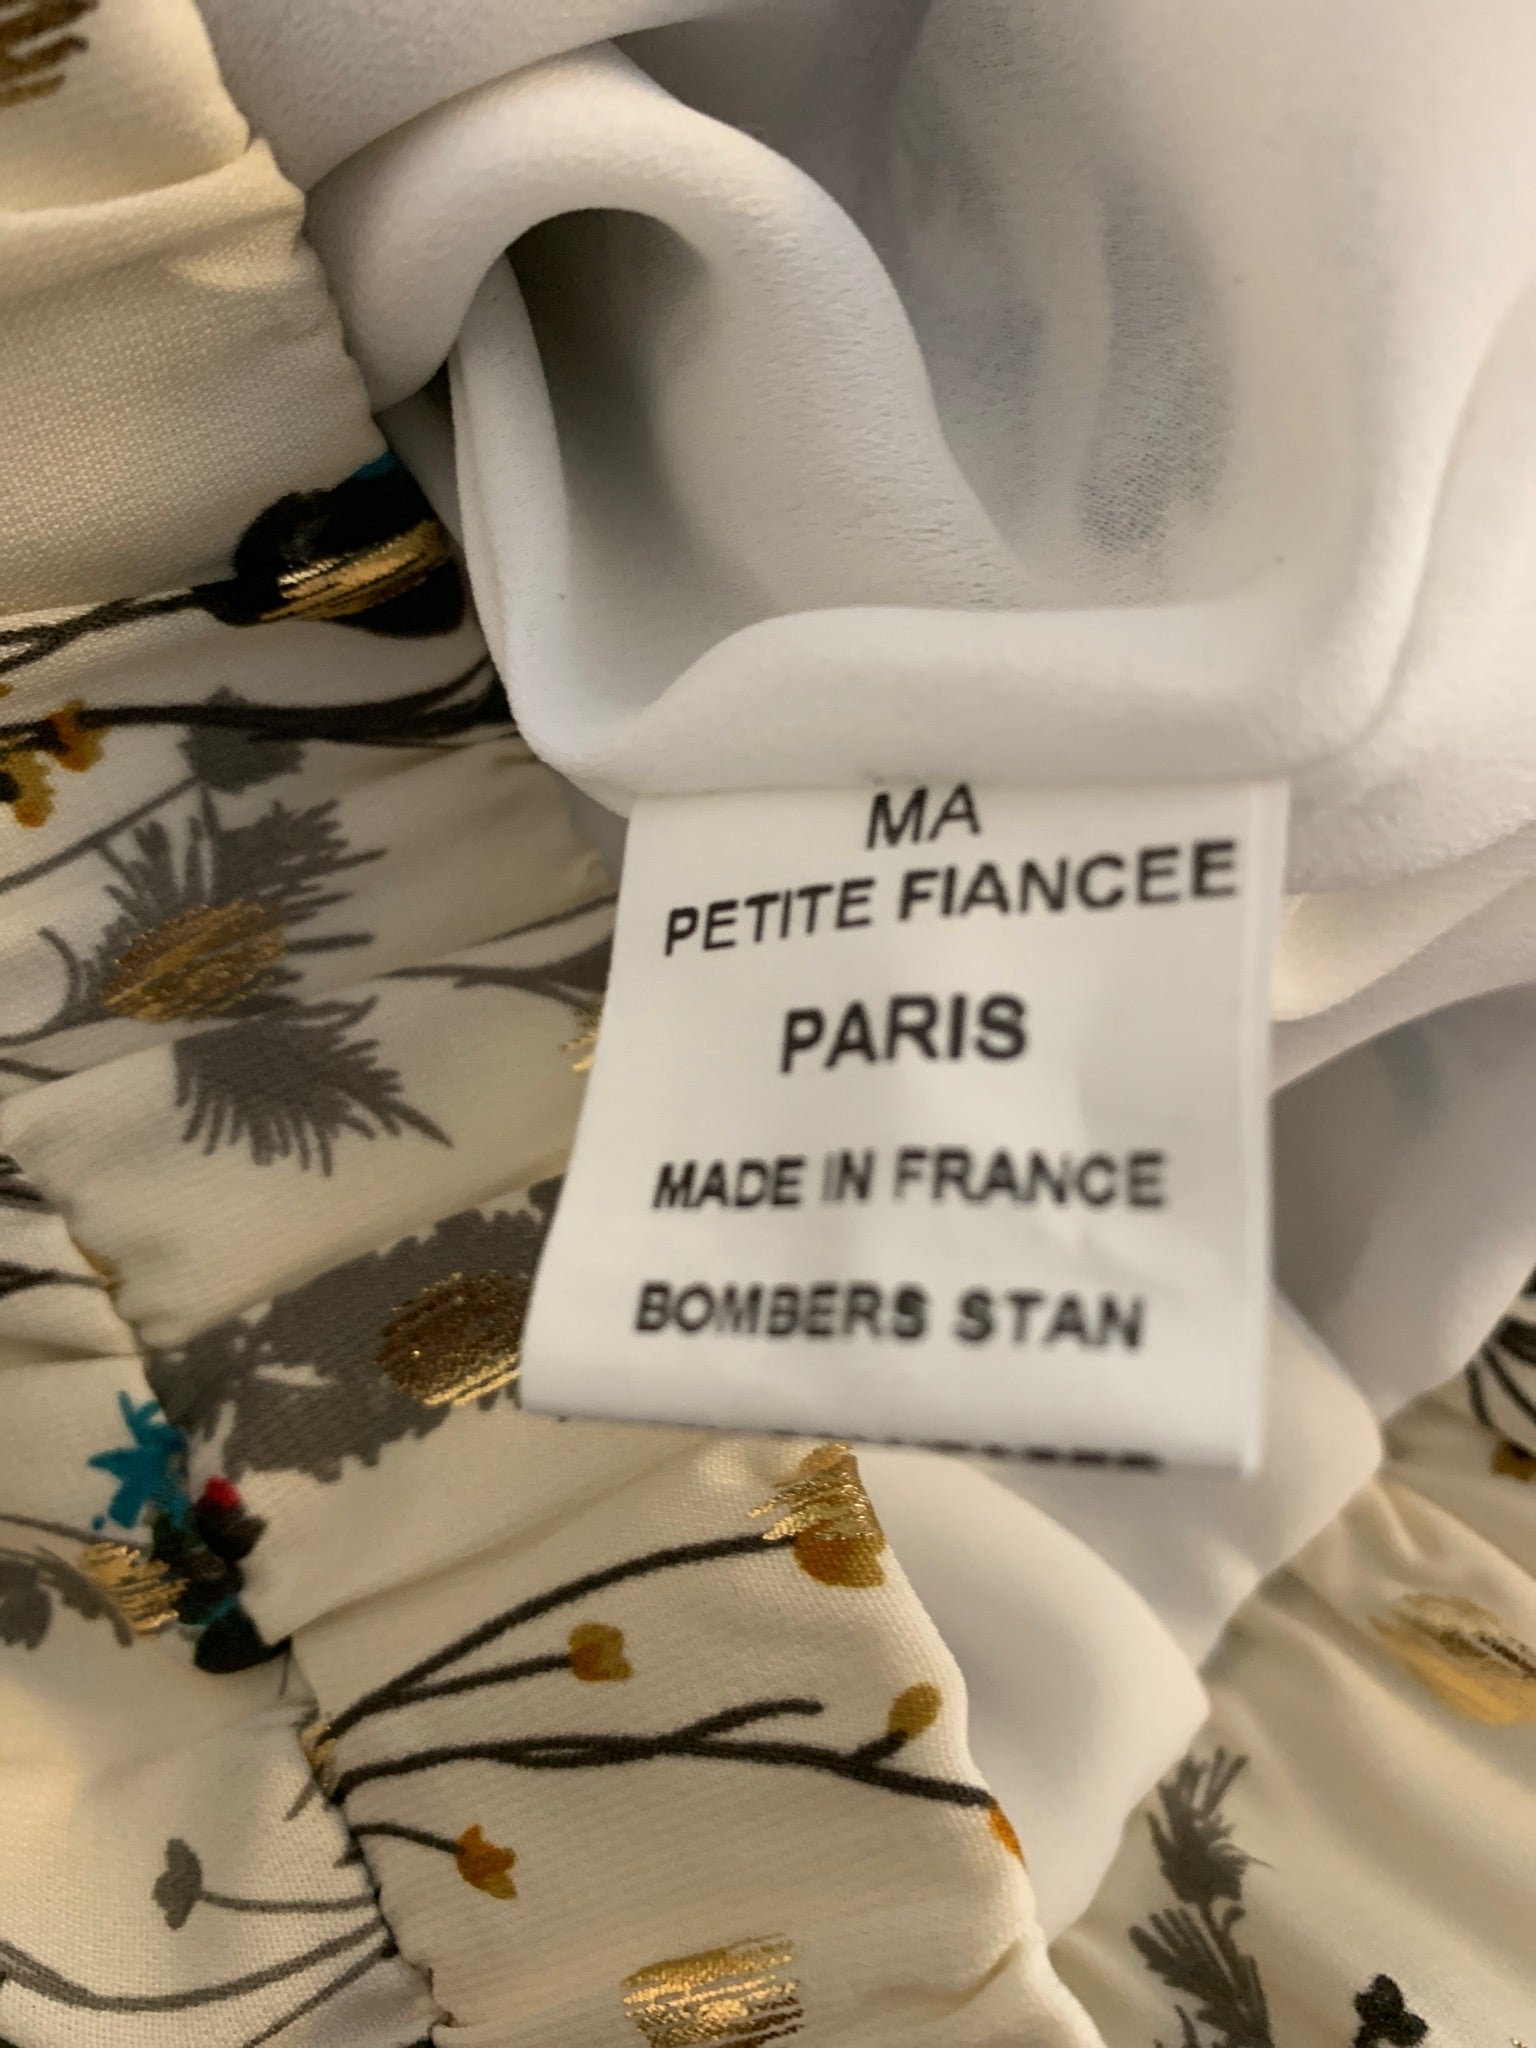 MA
PETITE FIANCEE
PARIS
MADE IN FRANCE
BOMBERS STAN